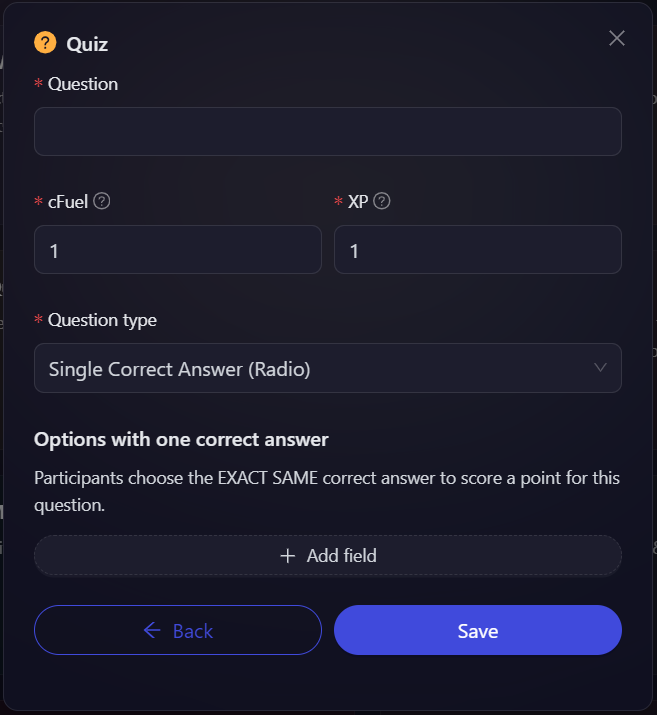 Quiz
* Question
* cFuel
* XP
1
1
* Question type
Single Correct Answer (Radio)
Options with one correct answer
Participants choose the EXACT SAME correct answer to score a point for this
question.
+ Add field
← Back
Save